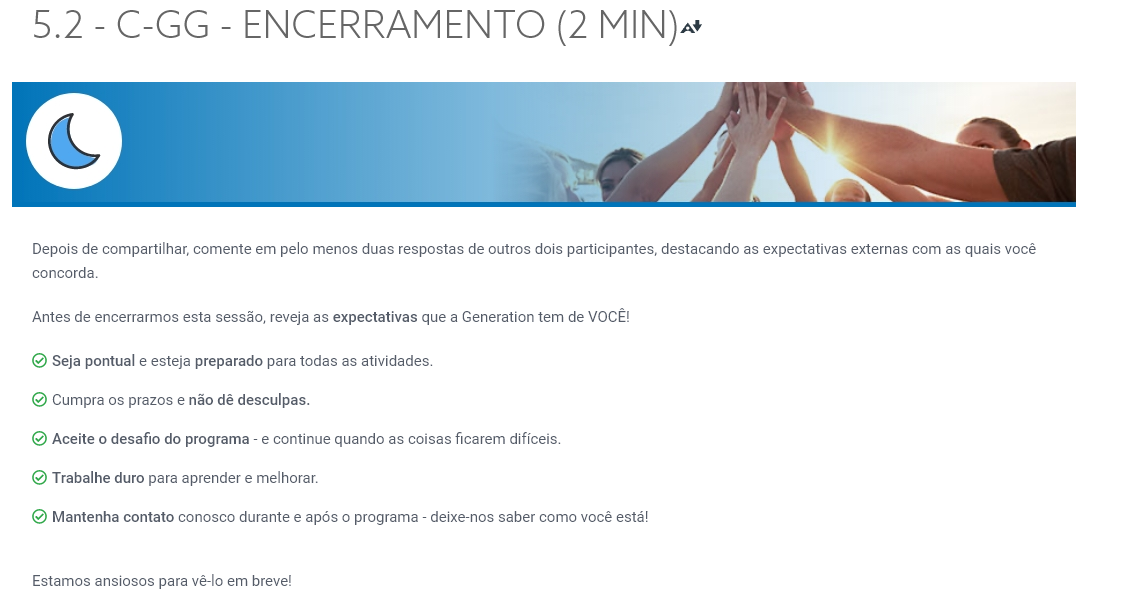 5.2 - C-GG - ENCERRAMENTO (2 MIN)
Depois de compartilhar, comente em pelo menos duas respostas de outros dois participantes, destacando as expectativas externas com as quais você
concorda.
Antes de encerrarmos esta sessão, reveja as expectativas que a Generation tem de VOCÊ!
Seja pontual e esteja preparado para todas as atividades.
Cumpra os prazos e não dê desculpas.
Aceite o desafio do programa - e continue quando as coisas ficarem difíceis.
Trabalhe duro para aprender e melhorar.
Mantenha contato conosco durante e após o programa - deixe-nos saber como você está!
Estamos ansiosos para vê-lo em breve!